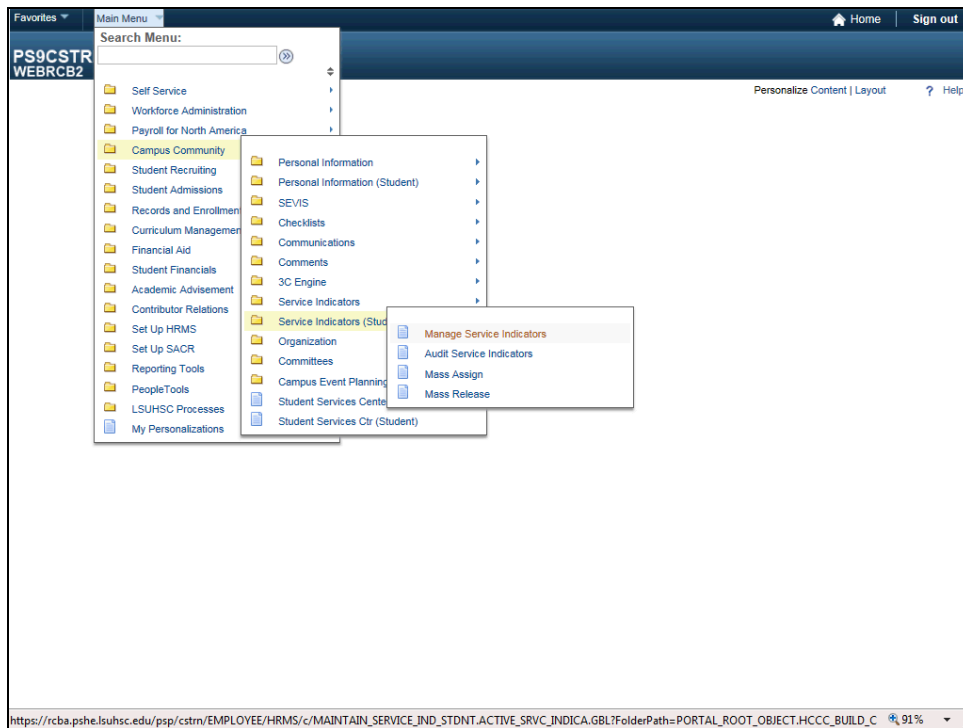 Favorites Main Menu Home Sign out
Search Menu:
PS9CSTR
WEBRCB2
Personalize Content | Layout ? Help
Self Service
Workforce Administration
Payroll for North America
Campus Community
Student Recruiting
Student Admissions
Records and Enrollmen
Curriculum Managemen
Financial Aid
Student Financials
Academic Advisement
Contributor Relations
Set Up HRMS
Set Up SACR
Reporting Tools
PeopleTools
LSUHSC Processes
My Personalizations
Personal Information
Personal Information (Student)
SEVIS
Checklists
Communications
Comments
3C Engine
Service Indicators
Service Indicators (Stud
Organization
Committees
Campus Event Planning
Student Services Cente
Student Services Ctr (Student)
Manage Service Indicators
Audit Service Indicators
Mass Assign
Mass Release
https://rcba.pshe.lsuhsc.edu/psp/cstrn/EMPLOYEE/HRMS/c/MAINTAIN_SERVICE_IND_STDNT.ACTIVE_SRVC_INDICA.GBL?FolderPath=PORTAL_ROOT_OBJECT.HCCC_BUILD_C 91%